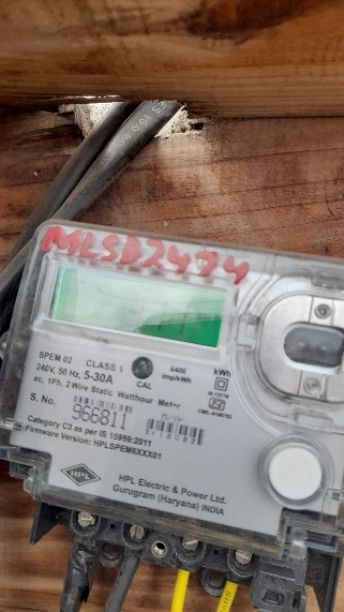 MLSD2474
SPEM 02 CLASS 1
240V, 50 Hz, 5-30A
CAL
6400
imp/kWh
kWh
ac, 1Ph, 2 Wire Static Watthour Meter
S. No.
966811
M/Y
Category C3 as per IS 15959:2011
Firmware Version: HPLSPEM6XXX01
HPL
HPL Electric & Power Ltd.
Gurugram (Haryana) INDIA